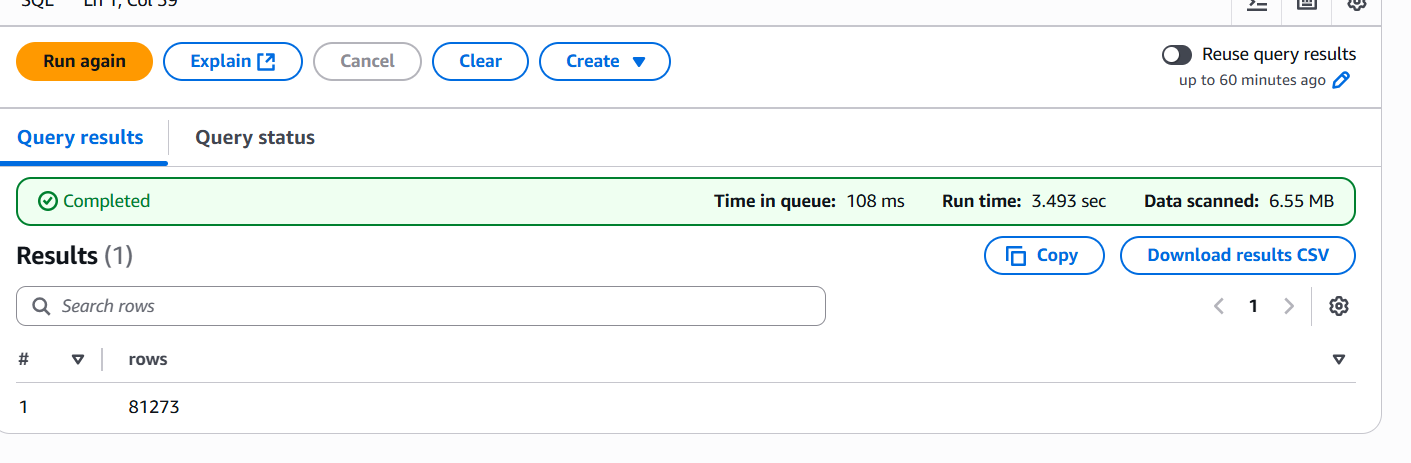 SQL Ln 1, Col 39
Run again Explain Cancel Clear Create Reuse query results
up to 60 minutes ago
Query results Query status
Completed Time in queue: 108 ms Run time: 3.493 sec Data scanned: 6.55 MB
Results (1) Copy Download results CSV
Search rows 1
# rows
1 81273